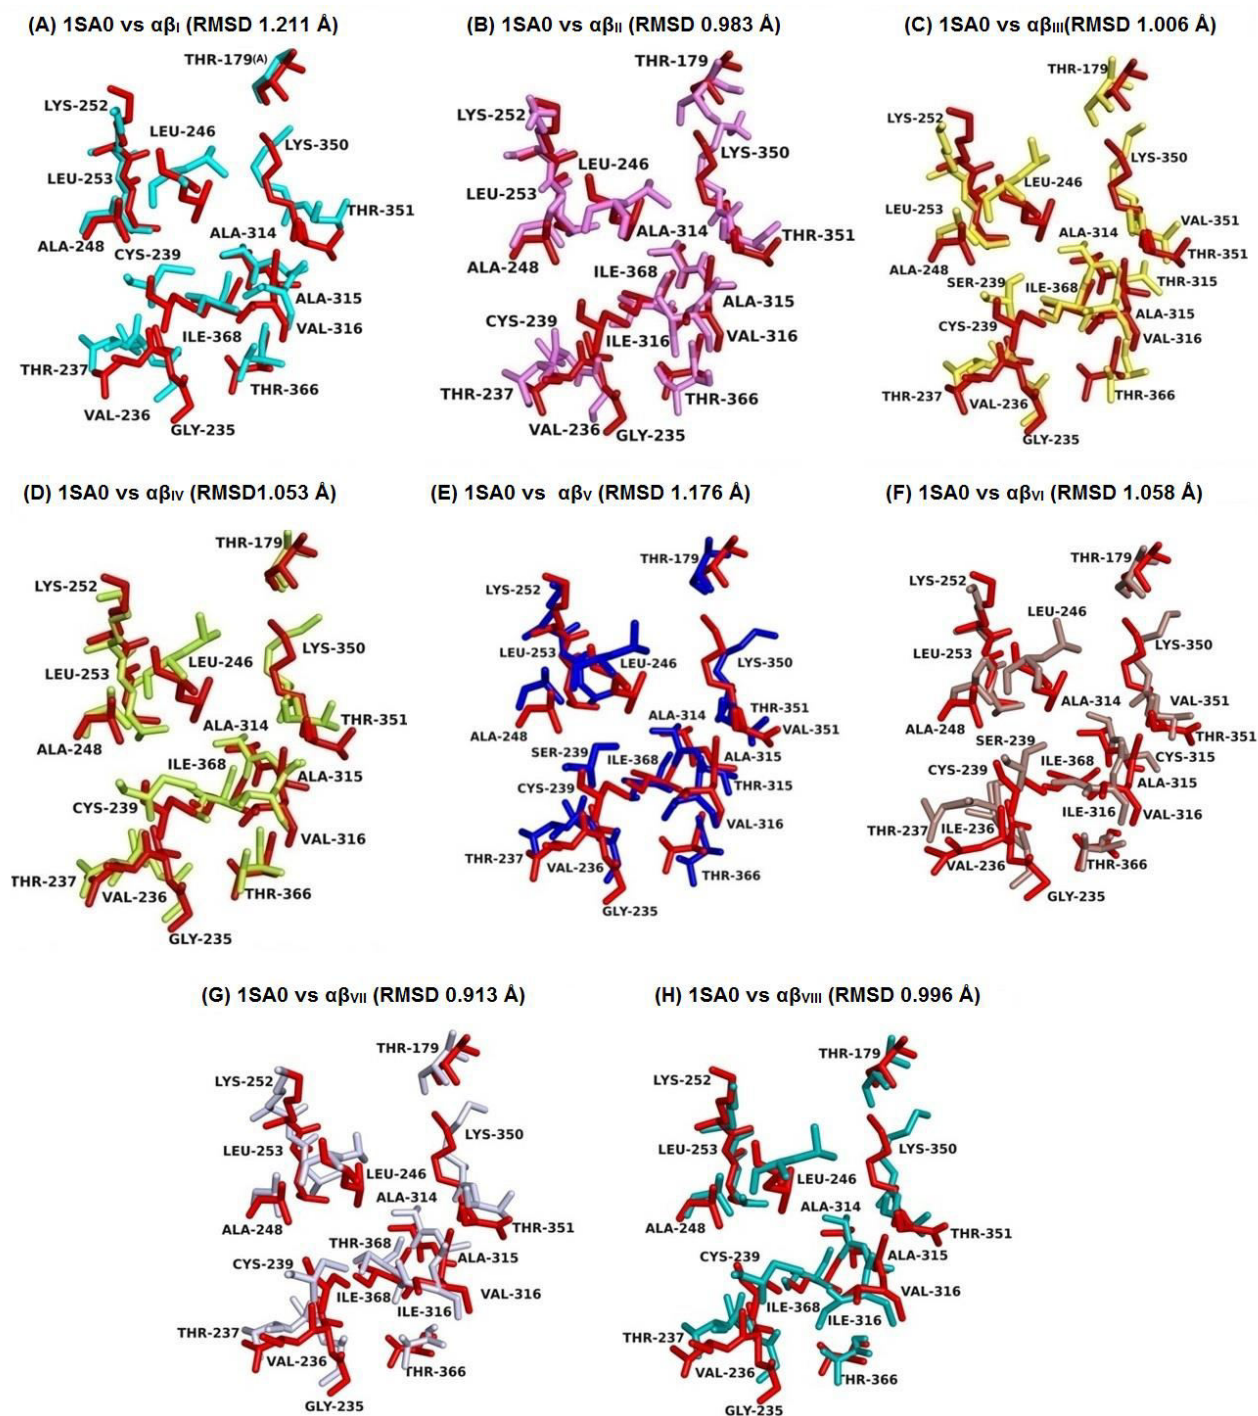 (A) 1SA0 vs αβI (RMSD 1.211 Å)
THR-179(A)
LYS-252
LEU-246
LYS-350
LEU-253
THR-351
ALA-314
ALA-248
CYS-239
ALA-315
VAL-316
ILE-368
THR-237
THR-366
VAL-236
GLY-235
(B) 1SA0 vs αβII (RMSD 0.983 Å)
THR-179
LYS-252
LYS-350
LEU-246
LEU-253
ALA-314
THR-351
ALA-248
ILE-368
ALA-315
CYS-239
VAL-316
ILE-316
THR-237
THR-366
VAL-236
GLY-235
(C) 1SA0 vs αβIII(RMSD 1.006 Å)
THR-179
LYS-252
LYS-350
LEU-246
LEU-253
VAL-351
ALA-314
THR-351
ALA-248
SER-239
ILE-368
THR-315
ALA-315
CYS-239
VAL-316
THR-237
THR-366
VAL-236
GLY-235
(D) 1SA0 vs αβIV (RMSD1.053 Å)
THR-179
LYS-252
LYS-350
LEU-246
LEU-253
THR-351
ALA-314
ALA-248
ILE-368
ALA-315
CYS-239
VAL-316
THR-237
THR-366
VAL-236
GLY-235
(E) 1SA0 vs αβV (RMSD 1.176 Å)
THR-179
LYS-252
LEU-253
LEU-246
LYS-350
THR-351
ALA-314
ALA-248
VAL-351
SER-239
ILE-368
ALA-315
CYS-239
THR-315
VAL-316
THR-237
VAL-236
THR-366
GLY-235
(F) 1SA0 vs αβVI (RMSD 1.058 Å)
THR-179
LYS-252
LEU-246
LYS-350
LEU-253
ALA-314
VAL-351
ALA-248
THR-351
SER-239
CYS-315
CYS-239
ILE-368
ALA-315
ILE-316
VAL-316
THR-237
ILE-236
VAL-236
THR-366
GLY-235
(G) 1SA0 vs αβVII (RMSD 0.913 Å)
THR-179
LYS-252
LYS-350
LEU-253
LEU-246
ALA-314
ALA-248
THR-351
THR-368
CYS-239
ALA-315
ILE-368
VAL-316
ILE-316
THR-237
VAL-236
THR-366
GLY-235
(H) 1SA0 vs αβVIII (RMSD 0.996 Å)
THR-179
LYS-252
LEU-253
LYS-350
LEU-246
ALA-314
ALA-248
THR-351
CYS-239
ALA-315
VAL-316
ILE-368
ILE-316
THR-237
VAL-236
THR-366
GLY-235